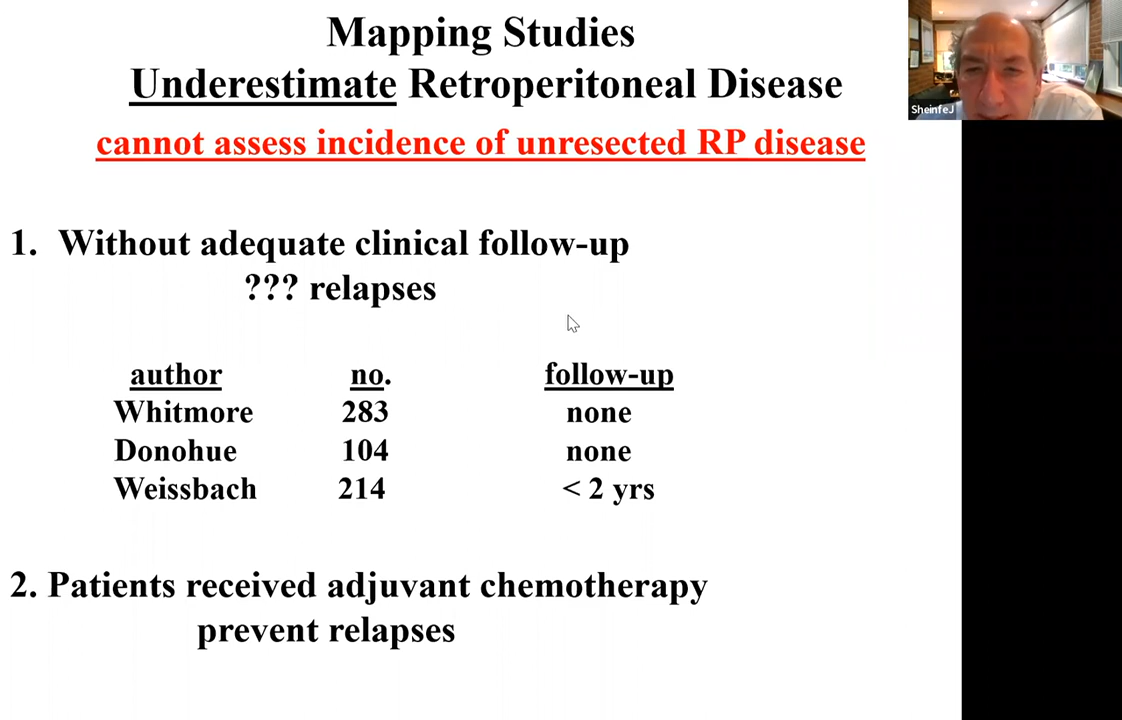 Mapping Studies
Underestimate Retroperitoneal Disease
cannot assess incidence of unresected RP disease
SheinfeJ
1. Without adequate clinical follow-up
??? relapses
author no. follow-up
Whitmore 283 none
Donohue 104 none
Weissbach 214 < 2 yrs
2. Patients received adjuvant chemotherapy
prevent relapses